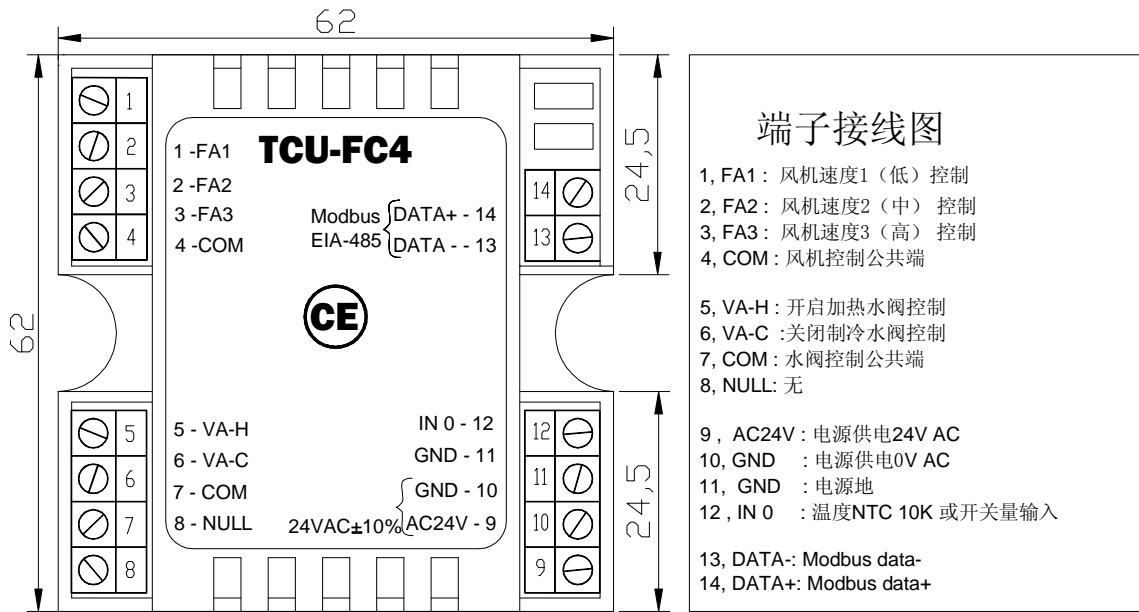 62
62
24,5
24,5
1
2
3
4
14
13
TCU-FC4
1 -FA1
2 -FA2
3 -FA3
4 -COM
Modbus
EIA-485
DATA+ - 14
DATA - - 13
CE
5
6
7
8
5 - VA-H
6 - VA-C
7 - COM
8 - NULL
IN 0 - 12
GND - 11
GND - 10
24VAC±10%
AC24V - 9
12
11
10
9
端子接线图
1, FA1 : 风机速度1（低）控制
2, FA2 : 风机速度2（中） 控制
3, FA3 : 风机速度3（高） 控制
4, COM : 风机控制公共端
5, VA-H : 开启加热水阀控制
6, VA-C :关闭制冷水阀控制
7, COM : 水阀控制公共端
8, NULL: 无
9 , AC24V : 电源供电24V AC
10, GND : 电源供电0V AC
11, GND : 电源地
12 , IN 0 : 温度NTC 10K 或开关量输入
13, DATA-: Modbus data-
14, DATA+: Modbus data+